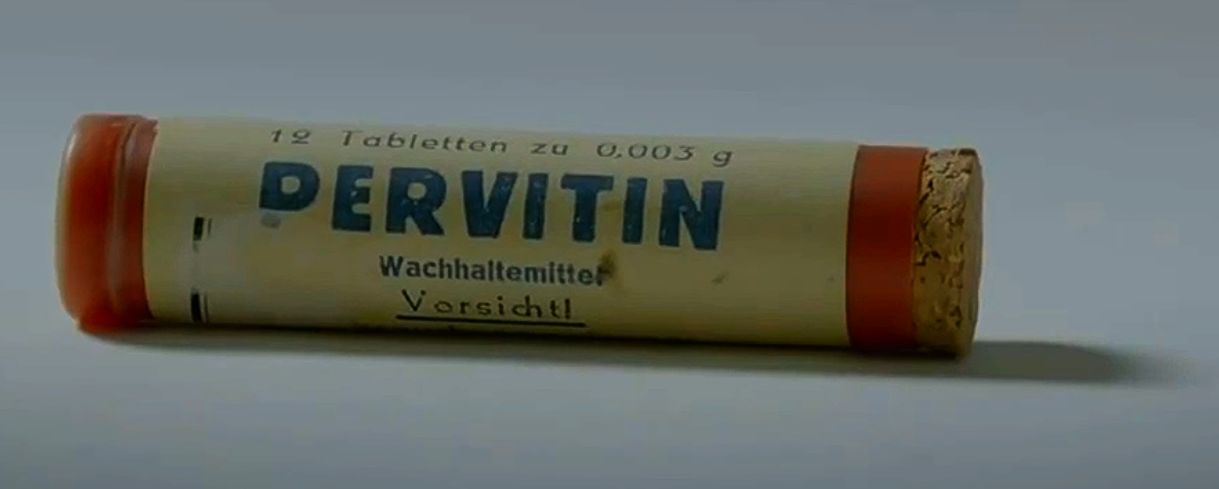 12 Tabletten zu 0,003 g
PERVITIN
Wachhaltemittel
Vorsicht!